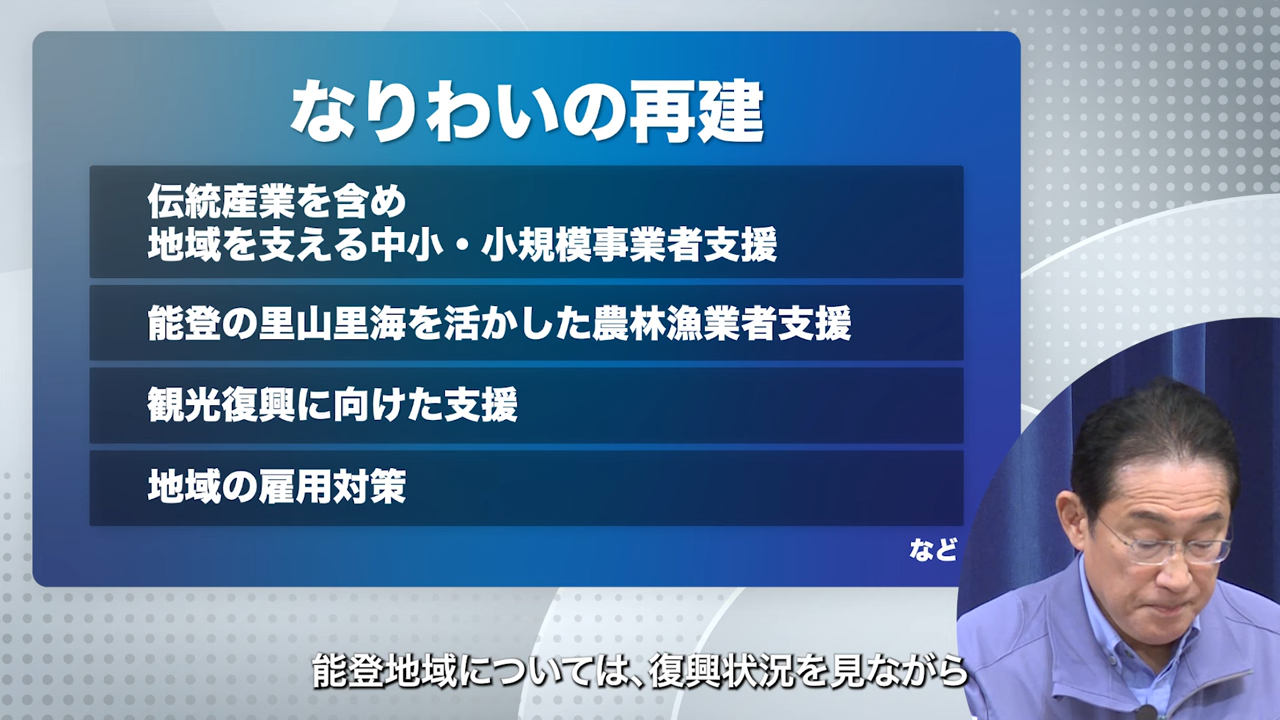 なりわいの再建
伝統産業を含め
地域を支える中小・小規模事業者支援
能登の里山里海を活かした農林漁業者支援
観光復興に向けた支援
地域の雇用対策
など
能登地域については、復興状況を見ながら